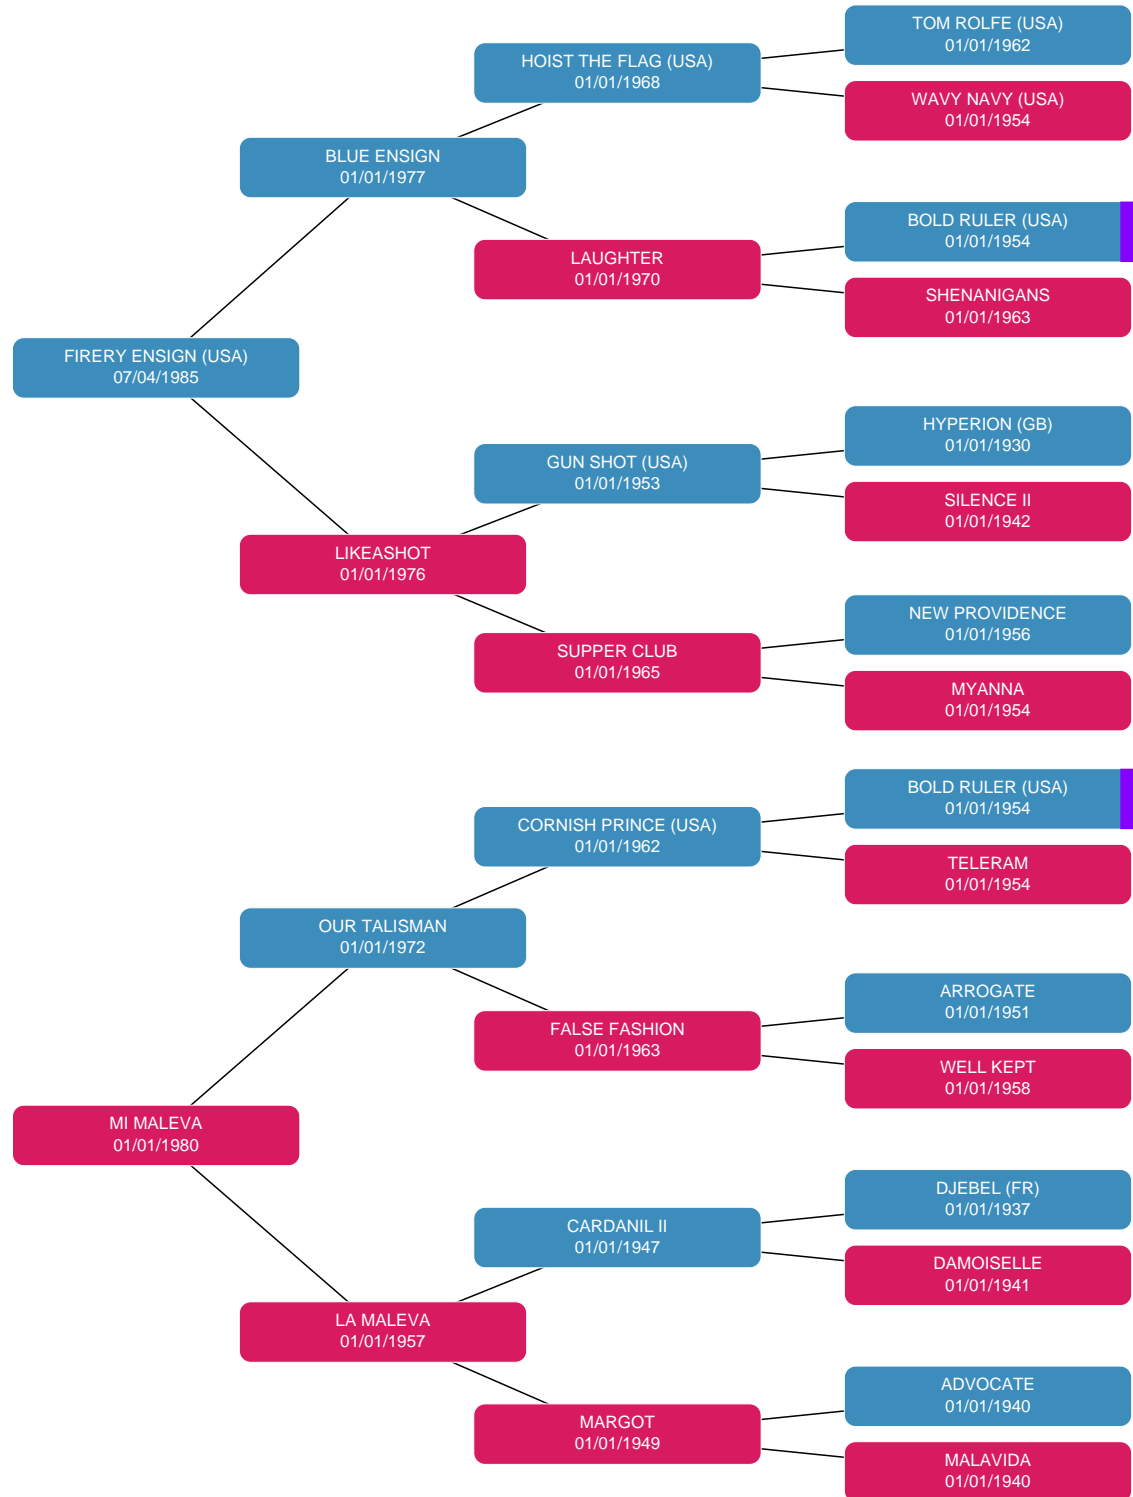 TOM ROLFE (USA)
01/01/1962
HOIST THE FLAG (USA)
01/01/1968
WAVY NAVY (USA)
01/01/1954
BLUE ENSIGN
01/01/1977
BOLD RULER (USA)
01/01/1954
LAUGHTER
01/01/1970
SHENANIGANS
01/01/1963
FIRERY ENSIGN (USA)
07/04/1985
HYPERION (GB)
01/01/1930
GUN SHOT (USA)
01/01/1953
SILENCE II
01/01/1942
LIKEASHOT
01/01/1976
NEW PROVIDENCE
01/01/1956
SUPPER CLUB
01/01/1965
MYANNA
01/01/1954
BOLD RULER (USA)
01/01/1954
CORNISH PRINCE (USA)
01/01/1962
TELERAM
01/01/1954
OUR TALISMAN
01/01/1972
ARROGATE
01/01/1951
FALSE FASHION
01/01/1963
WELL KEPT
01/01/1958
MI MALEVA
01/01/1980
DJEBEL (FR)
01/01/1937
CARDANIL II
01/01/1947
DAMOISELLE
01/01/1941
LA MALEVA
01/01/1957
ADVOCATE
01/01/1940
MARGOT
01/01/1949
MALAVIDA
01/01/1940